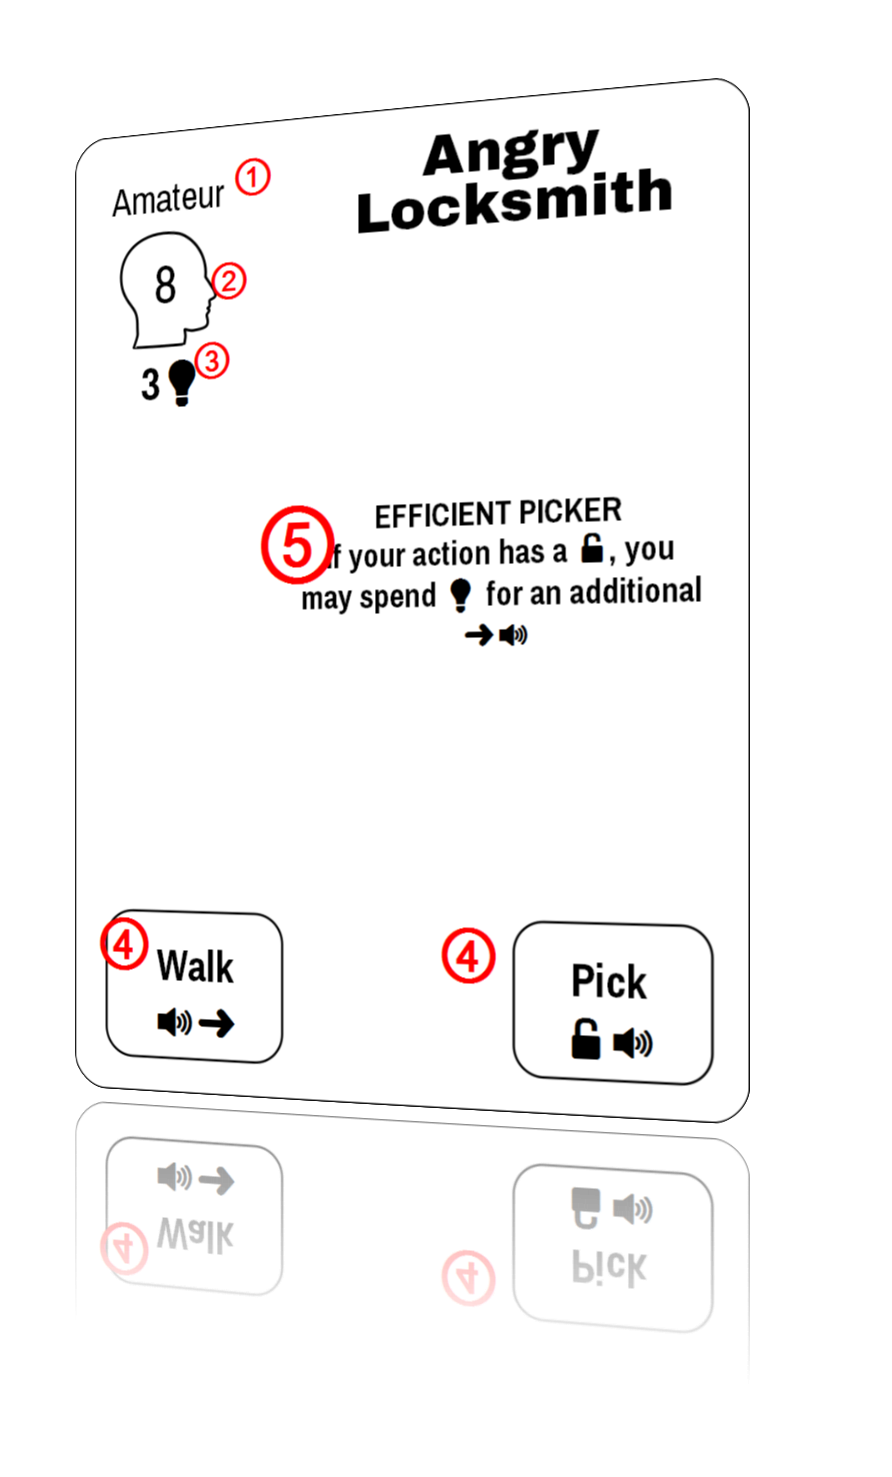 Amateur ①
Angry
Locksmith
8 ②
3 ③
⑤
EFFICIENT PICKER
If your action has a 🔓, you
may spend 💡 for an additional
➔🔊
④ Walk
🔊➔
④ Pick
🔓🔊